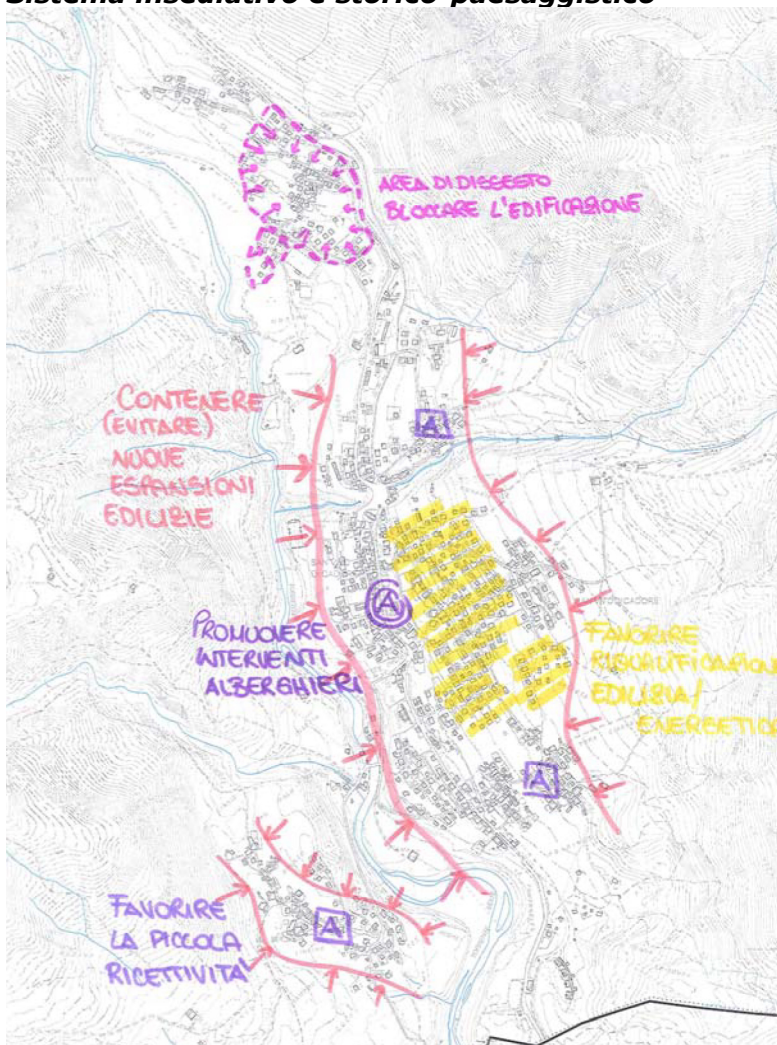 Sistema insediativo e storico-paesaggistico
AREA DI DISSESTO
BLOCCARE L'EDIFICAZIONE
CONTENERE
(EVITARE)
NUOVE
ESPANSIONI
EDILIZIE
A
A
PROMUOVERE
INTERVENTI
ALBERGHIERI
FAVORIRE
RIQUALIFICAZIONE
EDILIZIA/
ENERGETICA
A
FAVORIRE
LA PICCOLA
RICETTIVITÀ
A